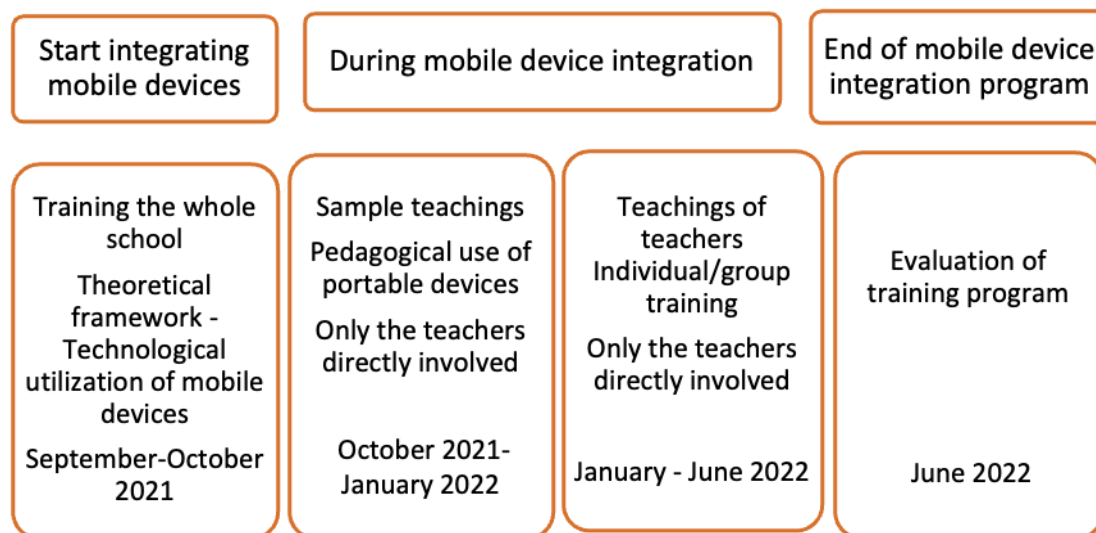 Start integrating
mobile devices
During mobile device integration
End of mobile device
integration program
Training the whole
school
Theoretical
framework -
Technological
utilization of mobile
devices
September-October
2021
Sample teachings
Pedagogical use of
portable devices
Only the teachers
directly involved
October 2021-
January 2022
Teachings of
teachers
Individual/group
training
Only the teachers
directly involved
January - June 2022
Evaluation of
training program
June 2022